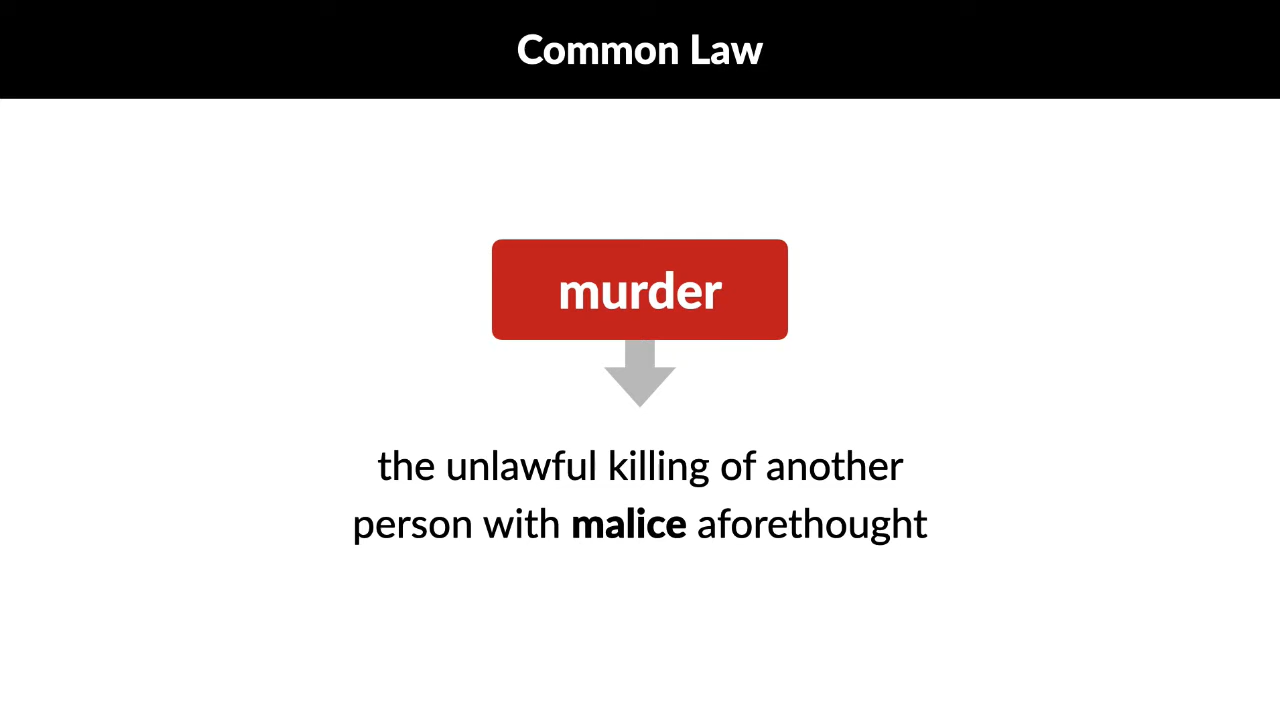 Common Law
murder
the unlawful killing of another
person with malice aforethought